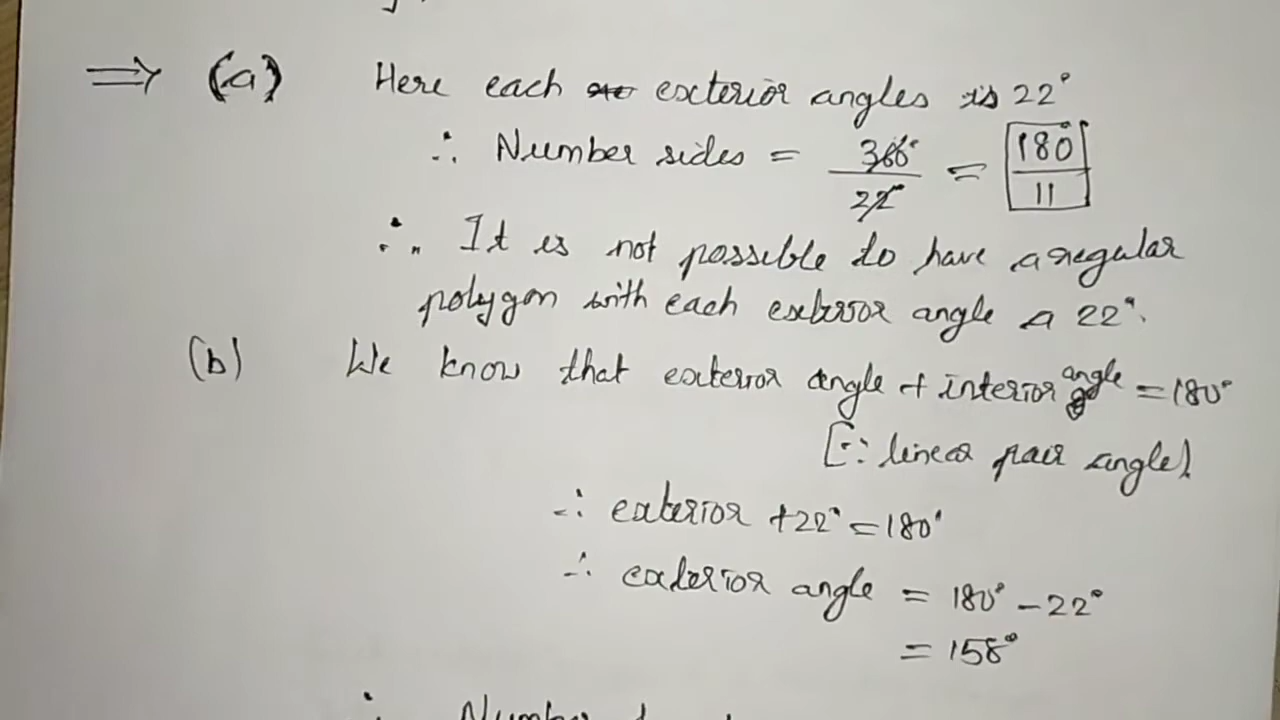 ⇒ (a) Here each exterior angles is 22°
∴ Number sides = 360°/22° = 180°/11
∴ It is not possible to have a regular
polygon with each exterior angle a 22°.
(b) We know that exterior angle + interior angle = 180°
[∵ linear pair angle]
∴ exterior + 22° = 180°
∴ exterior angle = 180° - 22°
= 158°
∴ Number